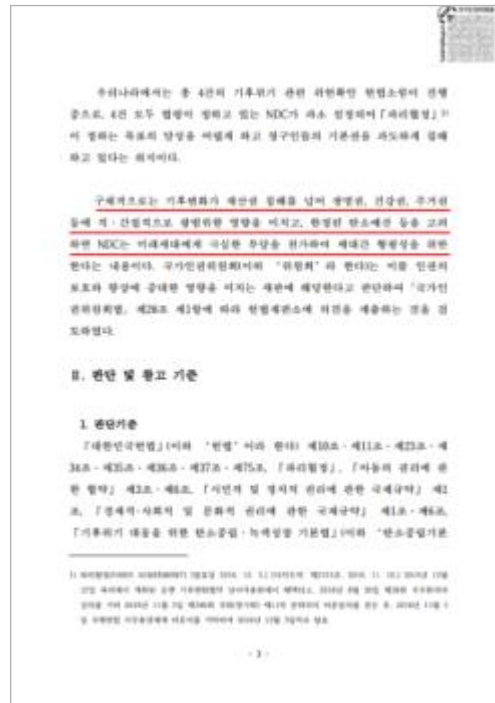 우리나라에서는 총 4건의 기후위기 관련 위헌확인 헌법소원이 진행
중으로, 4건 모두 법령이 정하고 있는 NDC가 과소 설정되어 「파리협정」1)
이 정하는 목표의 달성을 어렵게 하고 청구인들의 기본권을 과도하게 침해
하고 있다는 취지이다.
구체적으로는 기후변화가 재산권 침해를 넘어 생명권, 건강권, 주거권
등에 직·간접적으로 광범위한 영향을 미치고, 한정된 탄소예산 등을 고려
하면 NDC는 미래세대에게 극심한 부담을 전가하여 세대간 형평성을 위반
한다는 내용이다. 국가인권위원회(이하 '위원회'라 한다)는 이를 인권의
보호와 향상에 중대한 영향을 미치는 재판에 해당한다고 판단하여 「국가인
권위원회법」 제28조 제1항에 따라 헌법재판소에 의견을 제출하는 것을 검
토하였다.
Ⅱ. 판단 및 참고 기준
1. 판단기준
「대한민국헌법」(이하 '헌법'이라 한다) 제10조·제11조·제23조·제
34조·제35조·제36조·제37조·제75조, 「파리협정」, 「아동의 권리에 관
한 협약」 제3조·제6조, 「시민적 및 정치적 권리에 관한 국제규약」 제2
조, 「경제적·사회적 및 문화적 권리에 관한 국제규약」 제1조·제6조,
「기후위기 대응을 위한 탄소중립·녹색성장 기본법」(이하 '탄소중립기본
- 3 -